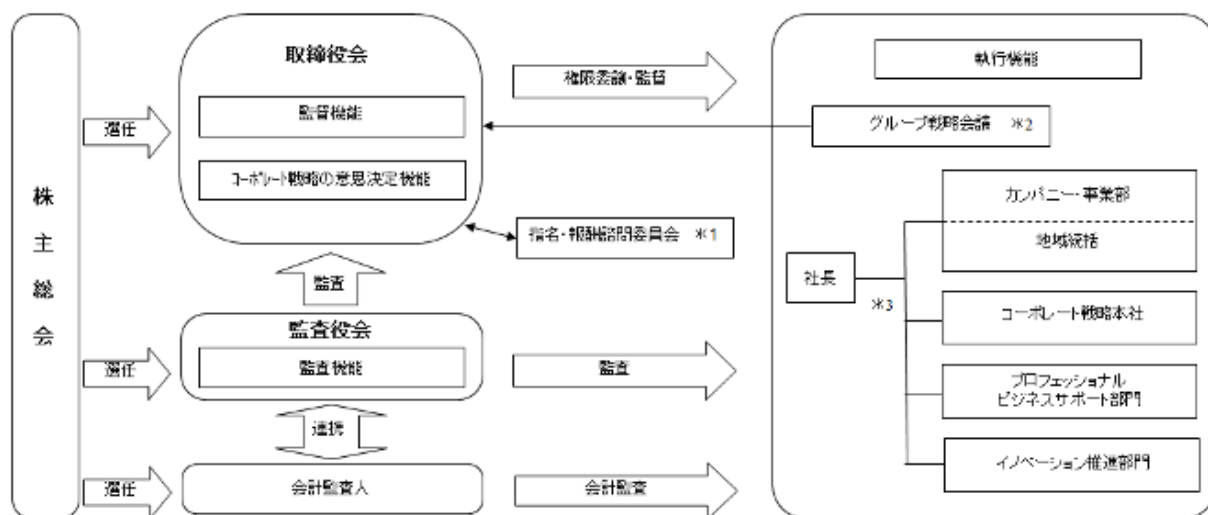 株主総会
選任
取締役会
監督機能
コーポレート戦略の意思決定機能
権限委譲・監督
執行機能
グループ戦略会議 ＊2
指名・報酬諮問委員会 ＊1
カンパニー・事業部
地域統括
社長
＊3
監査
監査役会
選任
監査機能
監査
コーポレート戦略本社
プロフェッショナル
ビジネスサポート部門
連携
選任
会計監査人
会計監査
イノベーション推進部門